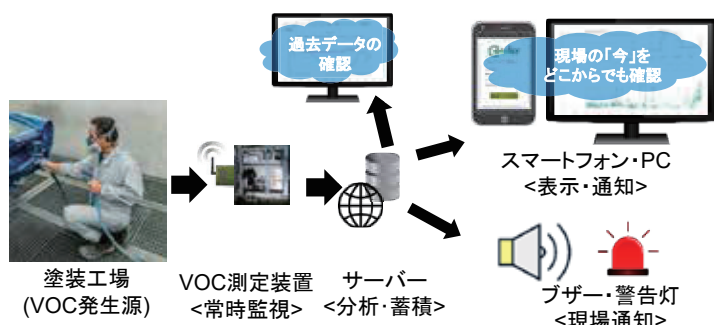 過去データの
確認
現場の「今」を
どこからでも確認
スマートフォン・PC
<表示・通知>
塗装工場
(VOC発生源)
VOC測定装置
<常時監視>
サーバー
<分析・蓄積>
ブザー・警告灯
<現場通知>